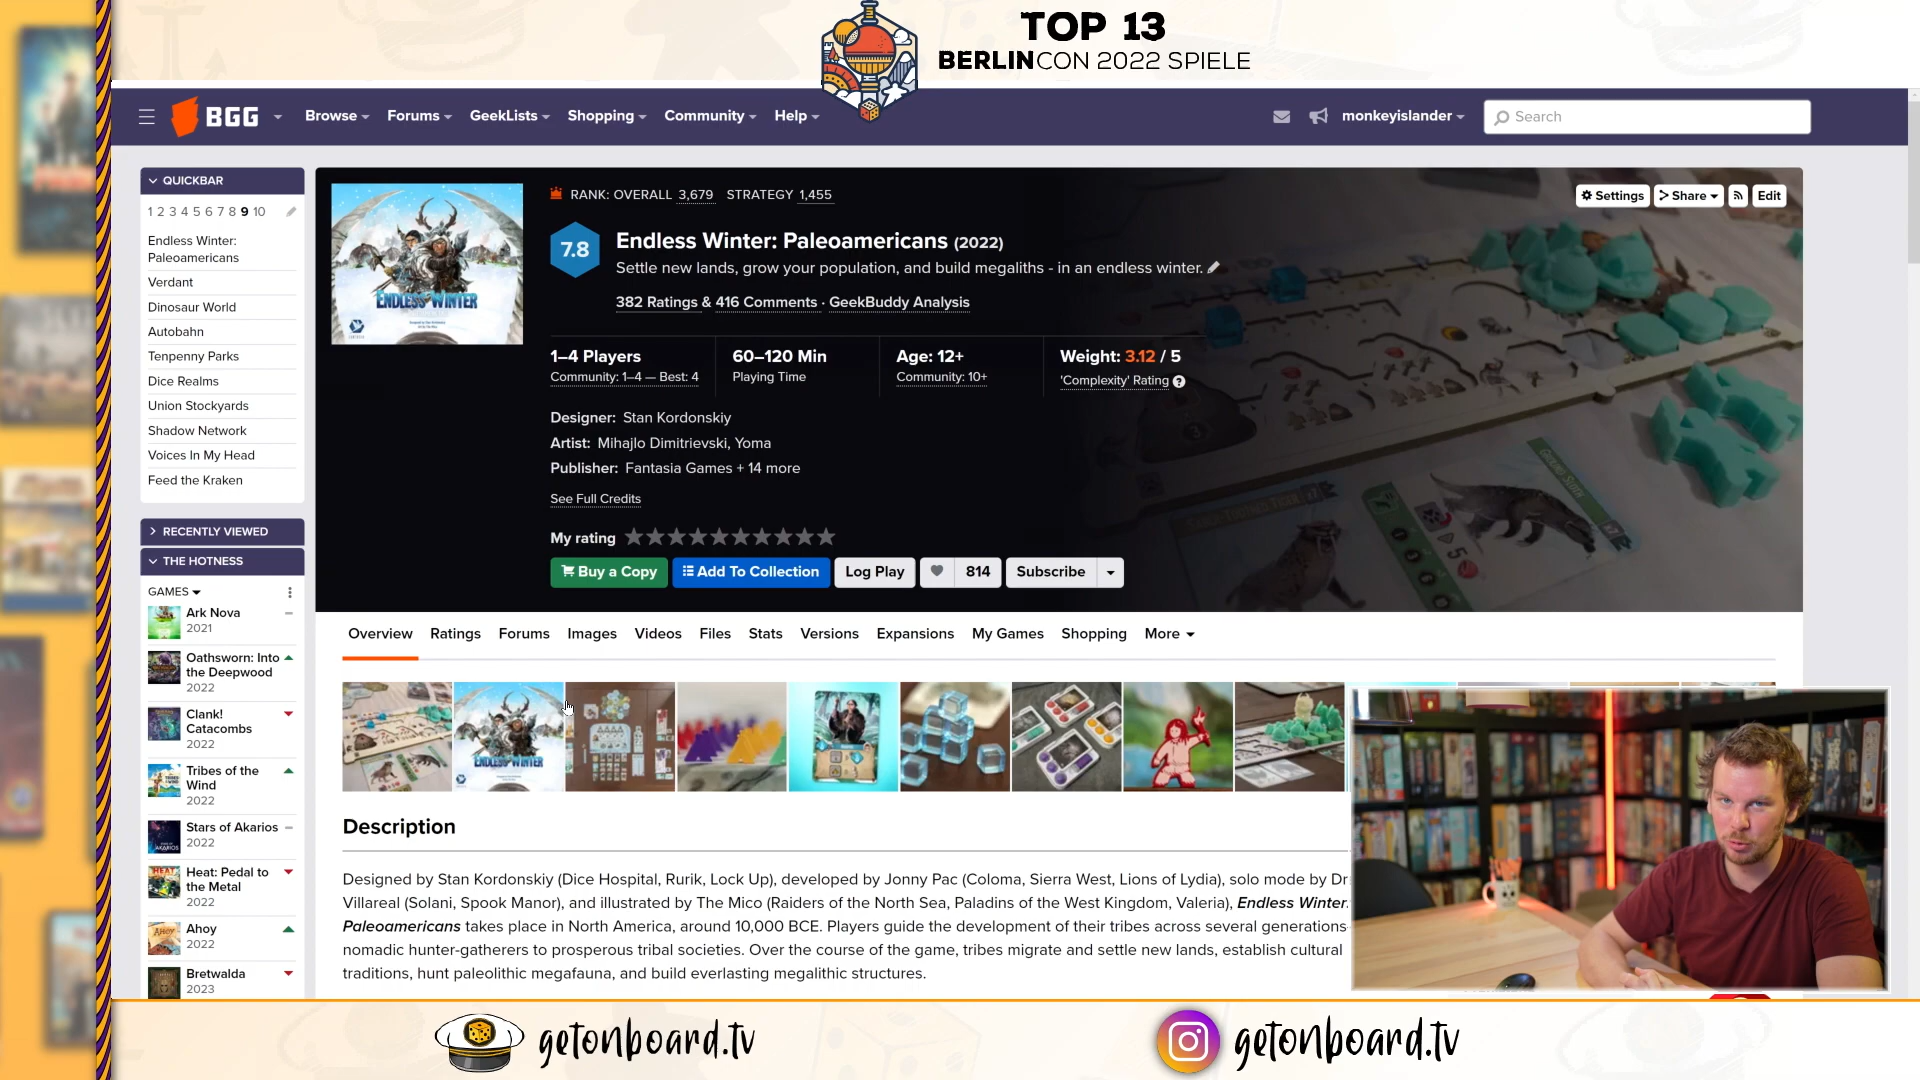 TOP 13
BERLINCON 2022 SPIELE
BGG
Browse
Forums
GeekLists
Shopping
Community
Help
monkeyislander
Search
QUICKBAR
1 2 3 4 5 6 7 8 9 10
Endless Winter:
Paleoamericans
Verdant
Dinosaur World
Autobahn
Tenpenny Parks
Dice Realms
Union Stockyards
Shadow Network
Voices In My Head
Feed the Kraken
RECENTLY VIEWED
THE HOTNESS
GAMES
Ark Nova
2021
Oathsworn: Into
the Deepwood
2022
Clank!
Catacombs
2022
Tribes of the
Wind
2022
Stars of Akarios
2022
Heat: Pedal to
the Metal
2022
Ahoy
2022
Bretwalda
2023
ENDLESS WINTER
RANK: OVERALL 3,679 STRATEGY 1,455
Settings
Share
Edit
7.8
Endless Winter: Paleoamericans (2022)
Settle new lands, grow your population, and build megaliths - in an endless winter.
382 Ratings & 416 Comments · GeekBuddy Analysis
1–4 Players
Community: 1–4 — Best: 4
60–120 Min
Playing Time
Age: 12+
Community: 10+
Weight: 3.12 / 5
'Complexity' Rating
Designer: Stan Kordonskiy
Artist: Mihajlo Dimitrievski, Yoma
Publisher: Fantasia Games + 14 more
See Full Credits
My rating
Buy a Copy
Add To Collection
Log Play
814
Subscribe
Overview
Ratings
Forums
Images
Videos
Files
Stats
Versions
Expansions
My Games
Shopping
More
ENDLESS WINTER
Description
Designed by Stan Kordonskiy (Dice Hospital, Rurik, Lock Up), developed by Jonny Pac (Coloma, Sierra West, Lions of Lydia), solo mode by Dr
Villareal (Solani, Spook Manor), and illustrated by The Mico (Raiders of the North Sea, Paladins of the West Kingdom, Valeria), Endless Winter:
Paleoamericans takes place in North America, around 10,000 BCE. Players guide the development of their tribes across several generations
nomadic hunter-gatherers to prosperous tribal societies. Over the course of the game, tribes migrate and settle new lands, establish cultural
traditions, hunt paleolithic megafauna, and build everlasting megalithic structures.
getonboard.tv
getonboard.tv